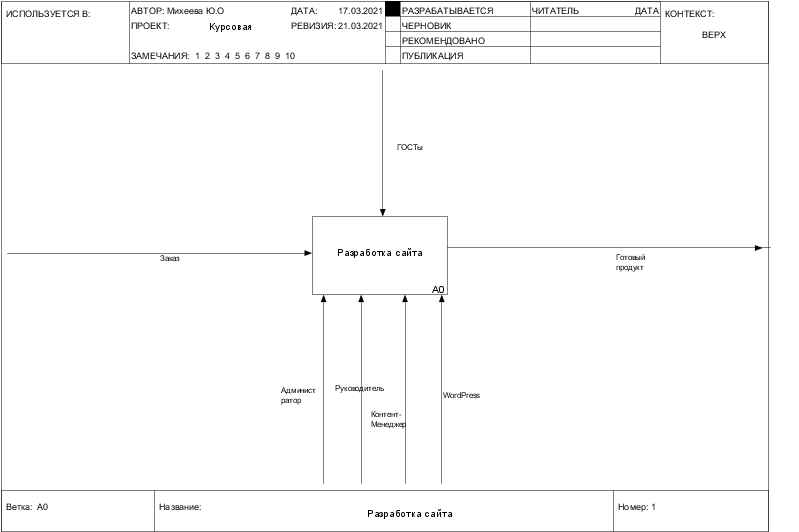 ИСПОЛЬЗУЕТСЯ В:
АВТОР: Михеева Ю.О
ДАТА: 17.03.2021
ПРОЕКТ: Курсовая
РЕВИЗИЯ: 21.03.2021
ЗАМЕЧАНИЯ: 1 2 3 4 5 6 7 8 9 10
РАЗРАБАТЫВАЕТСЯ
ЧЕРНОВИК
РЕКОМЕНДОВАНО
ПУБЛИКАЦИЯ
ЧИТАТЕЛЬ
ДАТА
КОНТЕКСТ:
ВЕРХ
ГОСТы
Заказ
Разработка сайта
A0
Готовый
продукт
Админист
ратор
Руководитель
Контент-
Менеджер
WordPress
Ветка: A0
Название:
Разработка сайта
Номер: 1